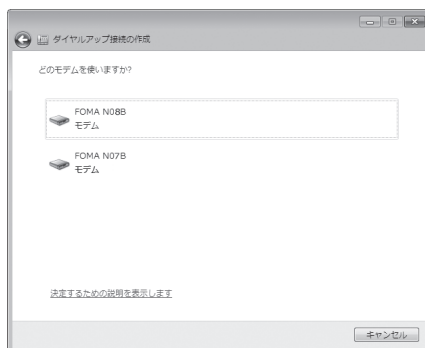 ダイヤルアップ接続の作成
どのモデムを使いますか?
FOMA N08B
モデム
FOMA N07B
モデム
決定するための説明を表示します
キャンセル